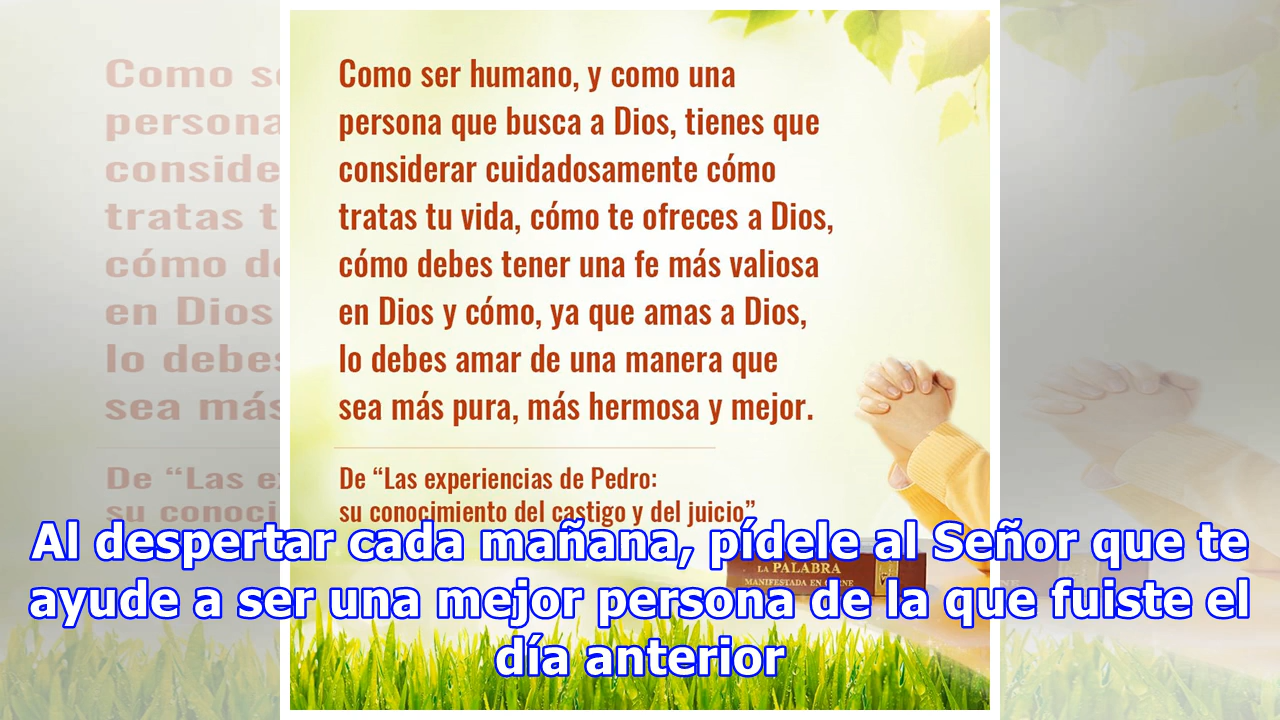 Como ser humano, y como una
persona que busca a Dios, tienes que
considerar cuidadosamente cómo
tratas tu vida, cómo te ofreces a Dios,
cómo debes tener una fe más valiosa
en Dios y cómo, ya que amas a Dios,
lo debes amar de una manera que
sea más pura, más hermosa y mejor.
De “Las experiencias de Pedro:
su conocimiento del castigo y del juicio”
Al despertar cada mañana, pídele al Señor que te
ayude a ser una mejor persona de la que fuiste el
día anterior
LA PALABRA
MANIFESTADA EN CARNE